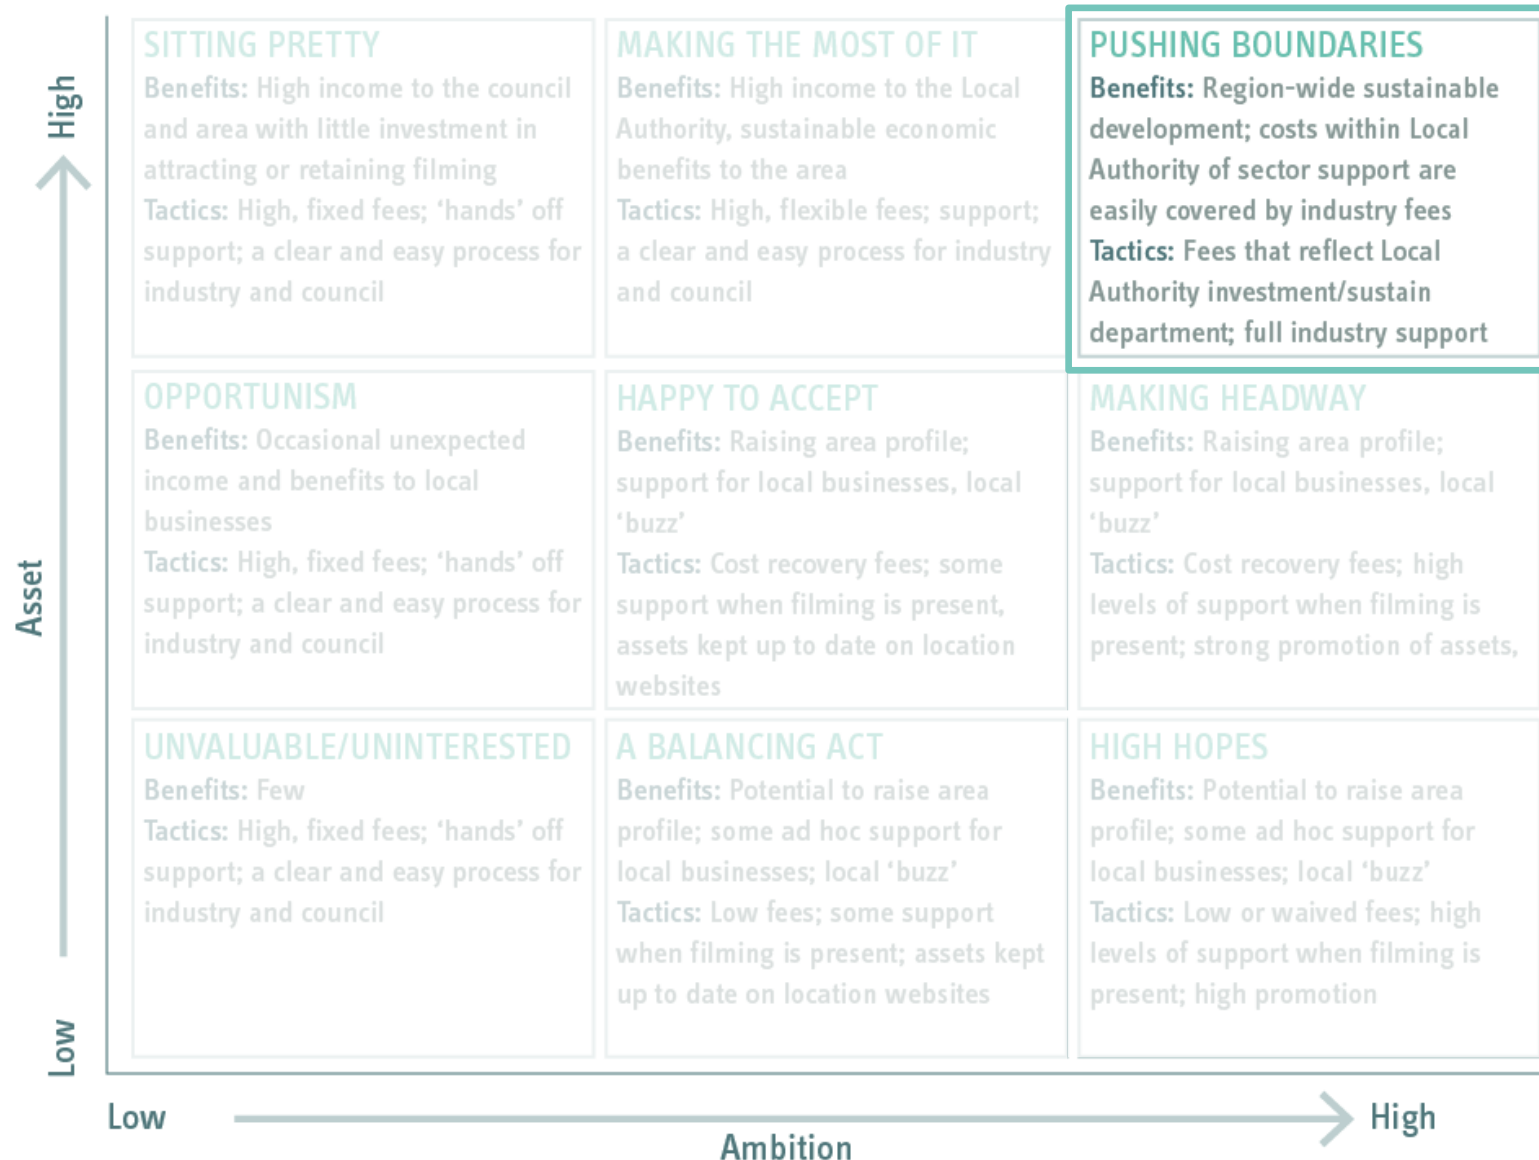 High
Asset
Low
SITTING PRETTY
Benefits: High income to the council
and area with little investment in
attracting or retaining filming
Tactics: High, fixed fees; ‘hands’ off
support; a clear and easy process for
industry and council
MAKING THE MOST OF IT
Benefits: High income to the Local
Authority, sustainable economic
benefits to the area
Tactics: High, flexible fees; support;
a clear and easy process for industry
and council
PUSHING BOUNDARIES
Benefits: Region-wide sustainable
development; costs within Local
Authority of sector support are
easily covered by industry fees
Tactics: Fees that reflect Local
Authority investment/sustain
department; full industry support
OPPORTUNISM
Benefits: Occasional unexpected
income and benefits to local
businesses
Tactics: High, fixed fees; ‘hands’ off
support; a clear and easy process for
industry and council
HAPPY TO ACCEPT
Benefits: Raising area profile;
support for local businesses, local
‘buzz’
Tactics: Cost recovery fees; some
support when filming is present,
assets kept up to date on location
websites
MAKING HEADWAY
Benefits: Raising area profile;
support for local businesses, local
‘buzz’
Tactics: Cost recovery fees; high
levels of support when filming is
present; strong promotion of assets,
UNVALUABLE/UNINTERESTED
Benefits: Few
Tactics: High, fixed fees; ‘hands’ off
support; a clear and easy process for
industry and council
A BALANCING ACT
Benefits: Potential to raise area
profile; some ad hoc support for
local businesses; local ‘buzz’
Tactics: Low fees; some support
when filming is present; assets kept
up to date on location websites
HIGH HOPES
Benefits: Potential to raise area
profile; some ad hoc support for
local businesses; local ‘buzz’
Tactics: Low or waived fees; high
levels of support when filming is
present; high promotion
Low
Ambition
High